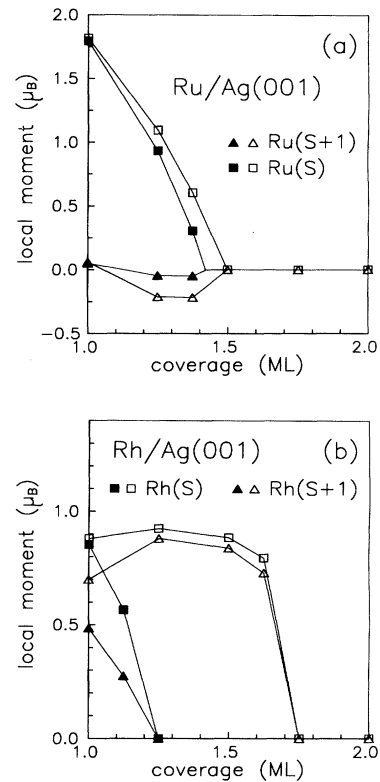 (a)
Ru/Ag(001)
▲ △ Ru(S+1)
■ □ Ru(S)
local moment (μB)
2.0
1.5
1.0
0.5
0.0
−0.5
1.0 1.5 2.0
coverage (ML)
Rh/Ag(001) (b)
■ □ Rh(S) ▲ △ Rh(S+1)
local moment (μB)
1.0
0.5
0.0
1.0 1.5 2.0
coverage (ML)